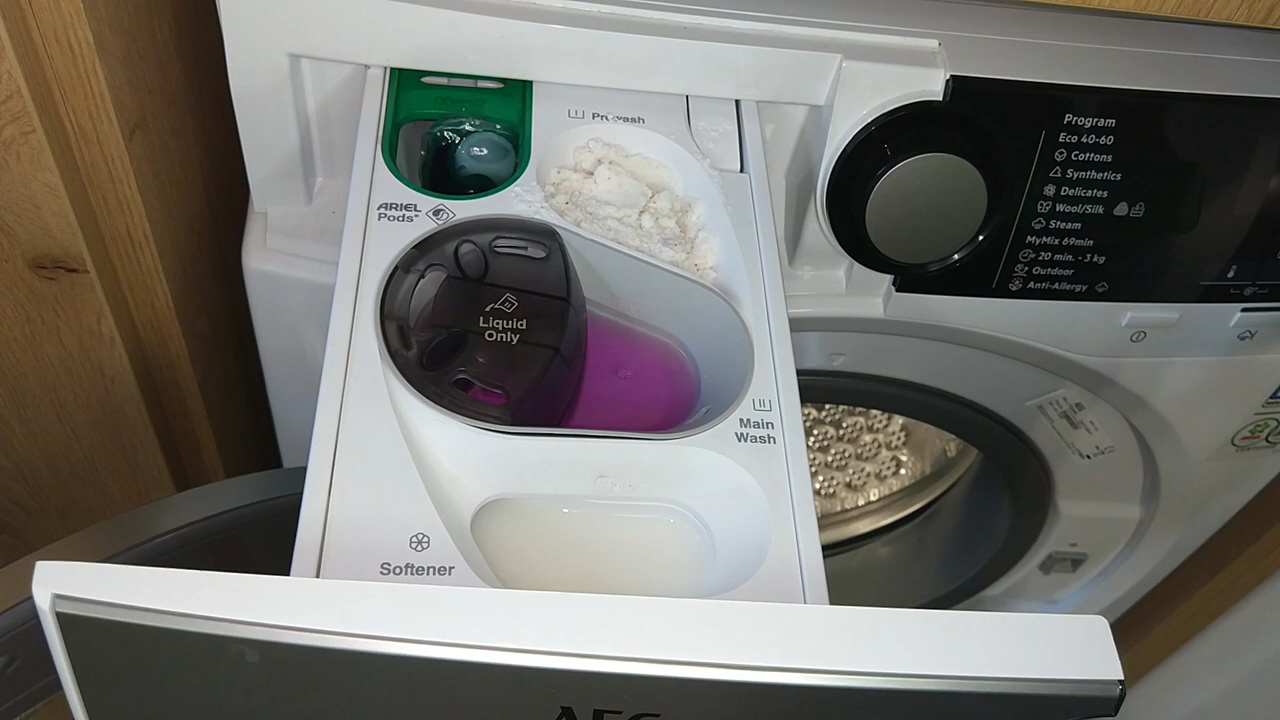 Prewash
ARIEL
Pods*
Liquid
Only
Main
Wash
Softener
AEG
Program
Eco 40-60
Cottons
Synthetics
Delicates
Wool/Silk
Steam
MyMix 69min
20 min. - 3 kg
Outdoor
Anti-Allergy